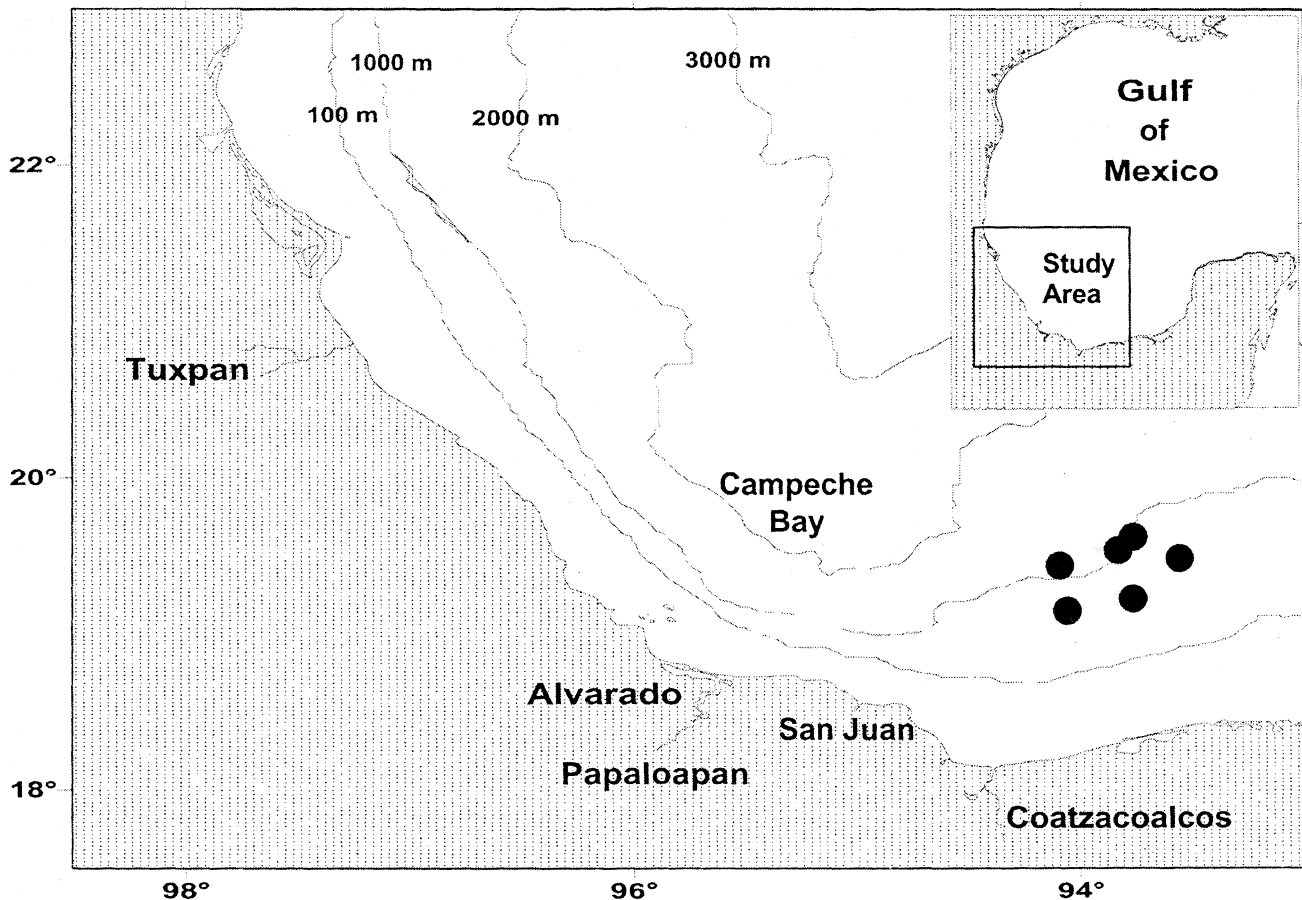 1000 m
3000 m
100 m
2000 m
Gulf
of
Mexico
22°
Study
Area
Tuxpan
20°
Campeche
Bay
Alvarado
San Juan
Papaloapan
18°
Coatzacoalcos
98°
96°
94°